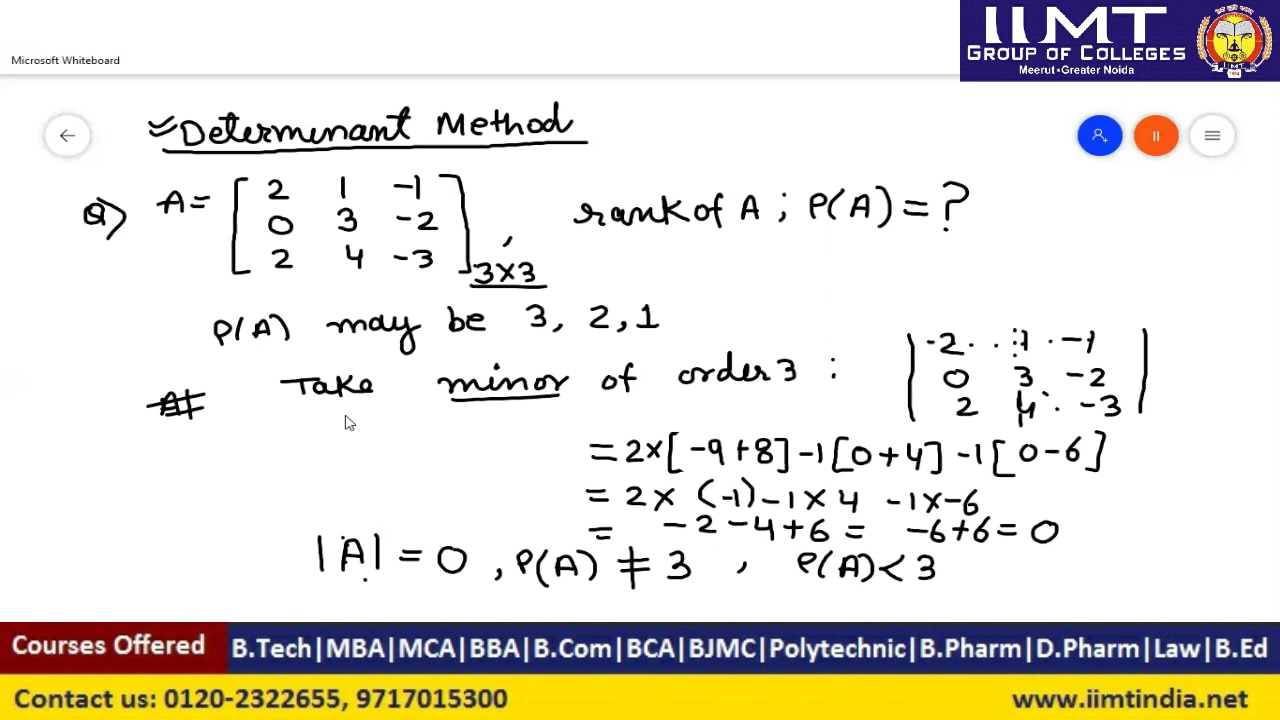 IIMT
GROUP OF COLLEGES
Meerut•Greater Noida
Microsoft Whiteboard
Determinant Method
Q) A = [ 2 1 -1
0 3 -2
2 4 -3 ] 3×3 , rank of A ; P(A) = ?
P(A) may be 3, 2, 1
Take minor of order 3 : | 2 1 -1
0 3 -2
2 4 -3 |
= 2×[-9+8] -1[0+4] -1[0-6]
= 2× (-1) -1×4 -1×-6
= -2-4+6 = -6+6=0
|A| = 0 , P(A) ≠ 3 , P(A) < 3
Courses Offered B.Tech|MBA|MCA|BBA|B.Com|BCA|BJMC|Polytechnic|B.Pharm|D.Pharm|Law|B.Ed
Contact us: 0120-2322655, 9717015300 www.iimtindia.net